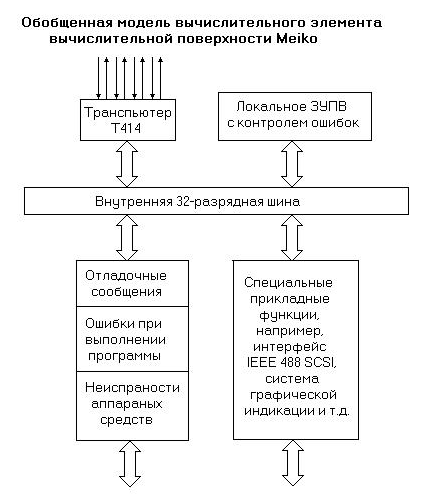 Обобщенная модель вычислительного элемента
вычислительной поверхности Meiko
Транспьютер
T414
Локальное ЗУПВ
с контролем ошибок
Внутренняя 32-разрядная шина
Отладочные
сообщения
Ошибки при
выполнении
программы
Неиспраности
аппараных
средств
Специальные
прикладные
функции,
например,
интерфейс
IEEE 488 SCSI,
система
графической
индикации и т.д.